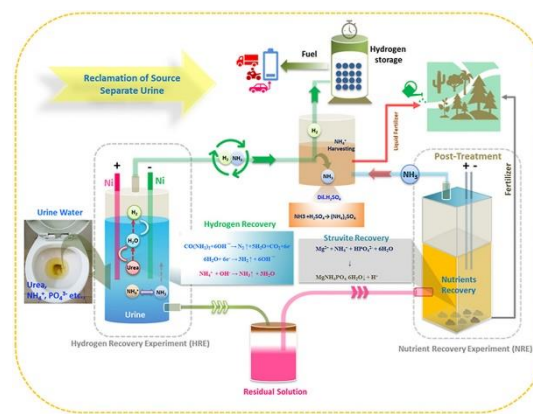 Reclamation of Source
Separate Urine
Fuel
Hydrogen
storage
H₂
NH₄⁺
Harvesting
NH₃
Dil.H₂SO₄
NH3 +H₂SO₄→ (NH₄)₂SO₄
Liquid Fertilizer
Fertilizer
Post-Treatment
+ -
NH₃
Nutrients
Recovery
Nutrient Recovery Experiment (NRE)
H₂
NH₃
+ -
Ni
Ni
H₂
H₂O
Urea
NH₄⁺
NH₃
Urine
Hydrogen Recovery Experiment (HRE)
Urine Water
Urea,
NH₄⁺, PO₄³⁻ etc.,
Hydrogen Recovery
CO(NH₂)₂+6OH⁻→ N₂↑+5H₂O+CO₂+6e⁻
6H₂O+ 6e⁻→ 3H₂↑+ 6OH⁻
NH₄⁺ + OH⁻→ NH₃↑ + H₂O
Struvite Recovery
Mg²⁺ + NH₄⁺ + HPO₄²⁻ + 6H₂O
↓
MgNH₄PO₄.6H₂O↓ + H⁺
Residual Solution